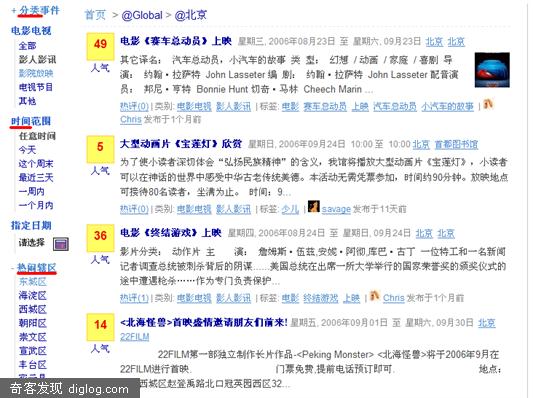 + 分类事件
电影电视
全部
影人影讯
影院放映
电视节目
其他
时间范围
任意时间
今天
这个周末
最近三天
一周内
一个月内
指定日期
请选择
- 热闹辖区
东城区
海淀区
西城区
朝阳区
崇文区
宣武区
丰台区
首页 > @Global > @北京
49
人气
电影《赛车总动员》上映 星期三, 2006年08月23日 至 星期六, 09月23日 北京 北京
其它译名： 汽车总动员，小汽车的故事 类 型： 幻想 / 动画 / 家庭 / 喜剧 导
演： 约翰·拉萨特 John Lasseter 编 剧： 约翰·拉萨特 配音演
员： 邦尼·亨特 Bonnie Hunt 切奇·马林 Cheech Marin ...
热评(0) | 类别: 电影电视 影人影讯 | 标签: 电影 赛车总动员 上映 汽车总动员 小汽车的故事 |
Chris 发布于1个月前
5
人气
大型动画片《宝莲灯》欣赏 星期日, 2006年09月24日 10:00 至 10:00 北京 首都图书馆
为了使小读者深切体会“弘扬民族精神”的含义，我馆将播放大型动画片《宝莲灯》，小读者
可以在神话的世界中感受中华古老传统美德。本活动无需凭票参加，时间约90分。放映地点
可接待80名读者，坐满为止。 时间：9...
热评(0) | 类别: 电影电视 影人影讯 | 标签: 少儿 | savage 发布于11天前
36
人气
电影《终结游戏》上映 星期四, 2006年08月24日 至 星期日, 09月24日 北京 北京
影片分类： 动作片 主 演： 詹姆斯·伍兹,安妮·阿彻,库巴·古丁 一位特工和一名新闻
记者调查总统被刺杀背后的阴谋……美国总统在出席一所大学举行的国家荣誉奖的颁奖仪式的
途中遭遇枪杀……作为专门负责保护...
热评(1) | 类别: 电影电视 影人影讯 | 标签: 电影 终结游戏 上映 | Chris 发布于1个月前
14
人气
<北海怪兽>首映盛情邀请朋友们前来! 星期五, 2006年09月01日 至 星期六, 09月30日 北京
22FILM
22FILM第一部独立制作长片作品-<Peking Monster> <北海怪兽>将于2006年9月在
22FILM进行首映. 门票免费,提前电话预订即可. 地点：
西城区赵登禹路北口冠英园西区32...
奇客发现 diglog.com